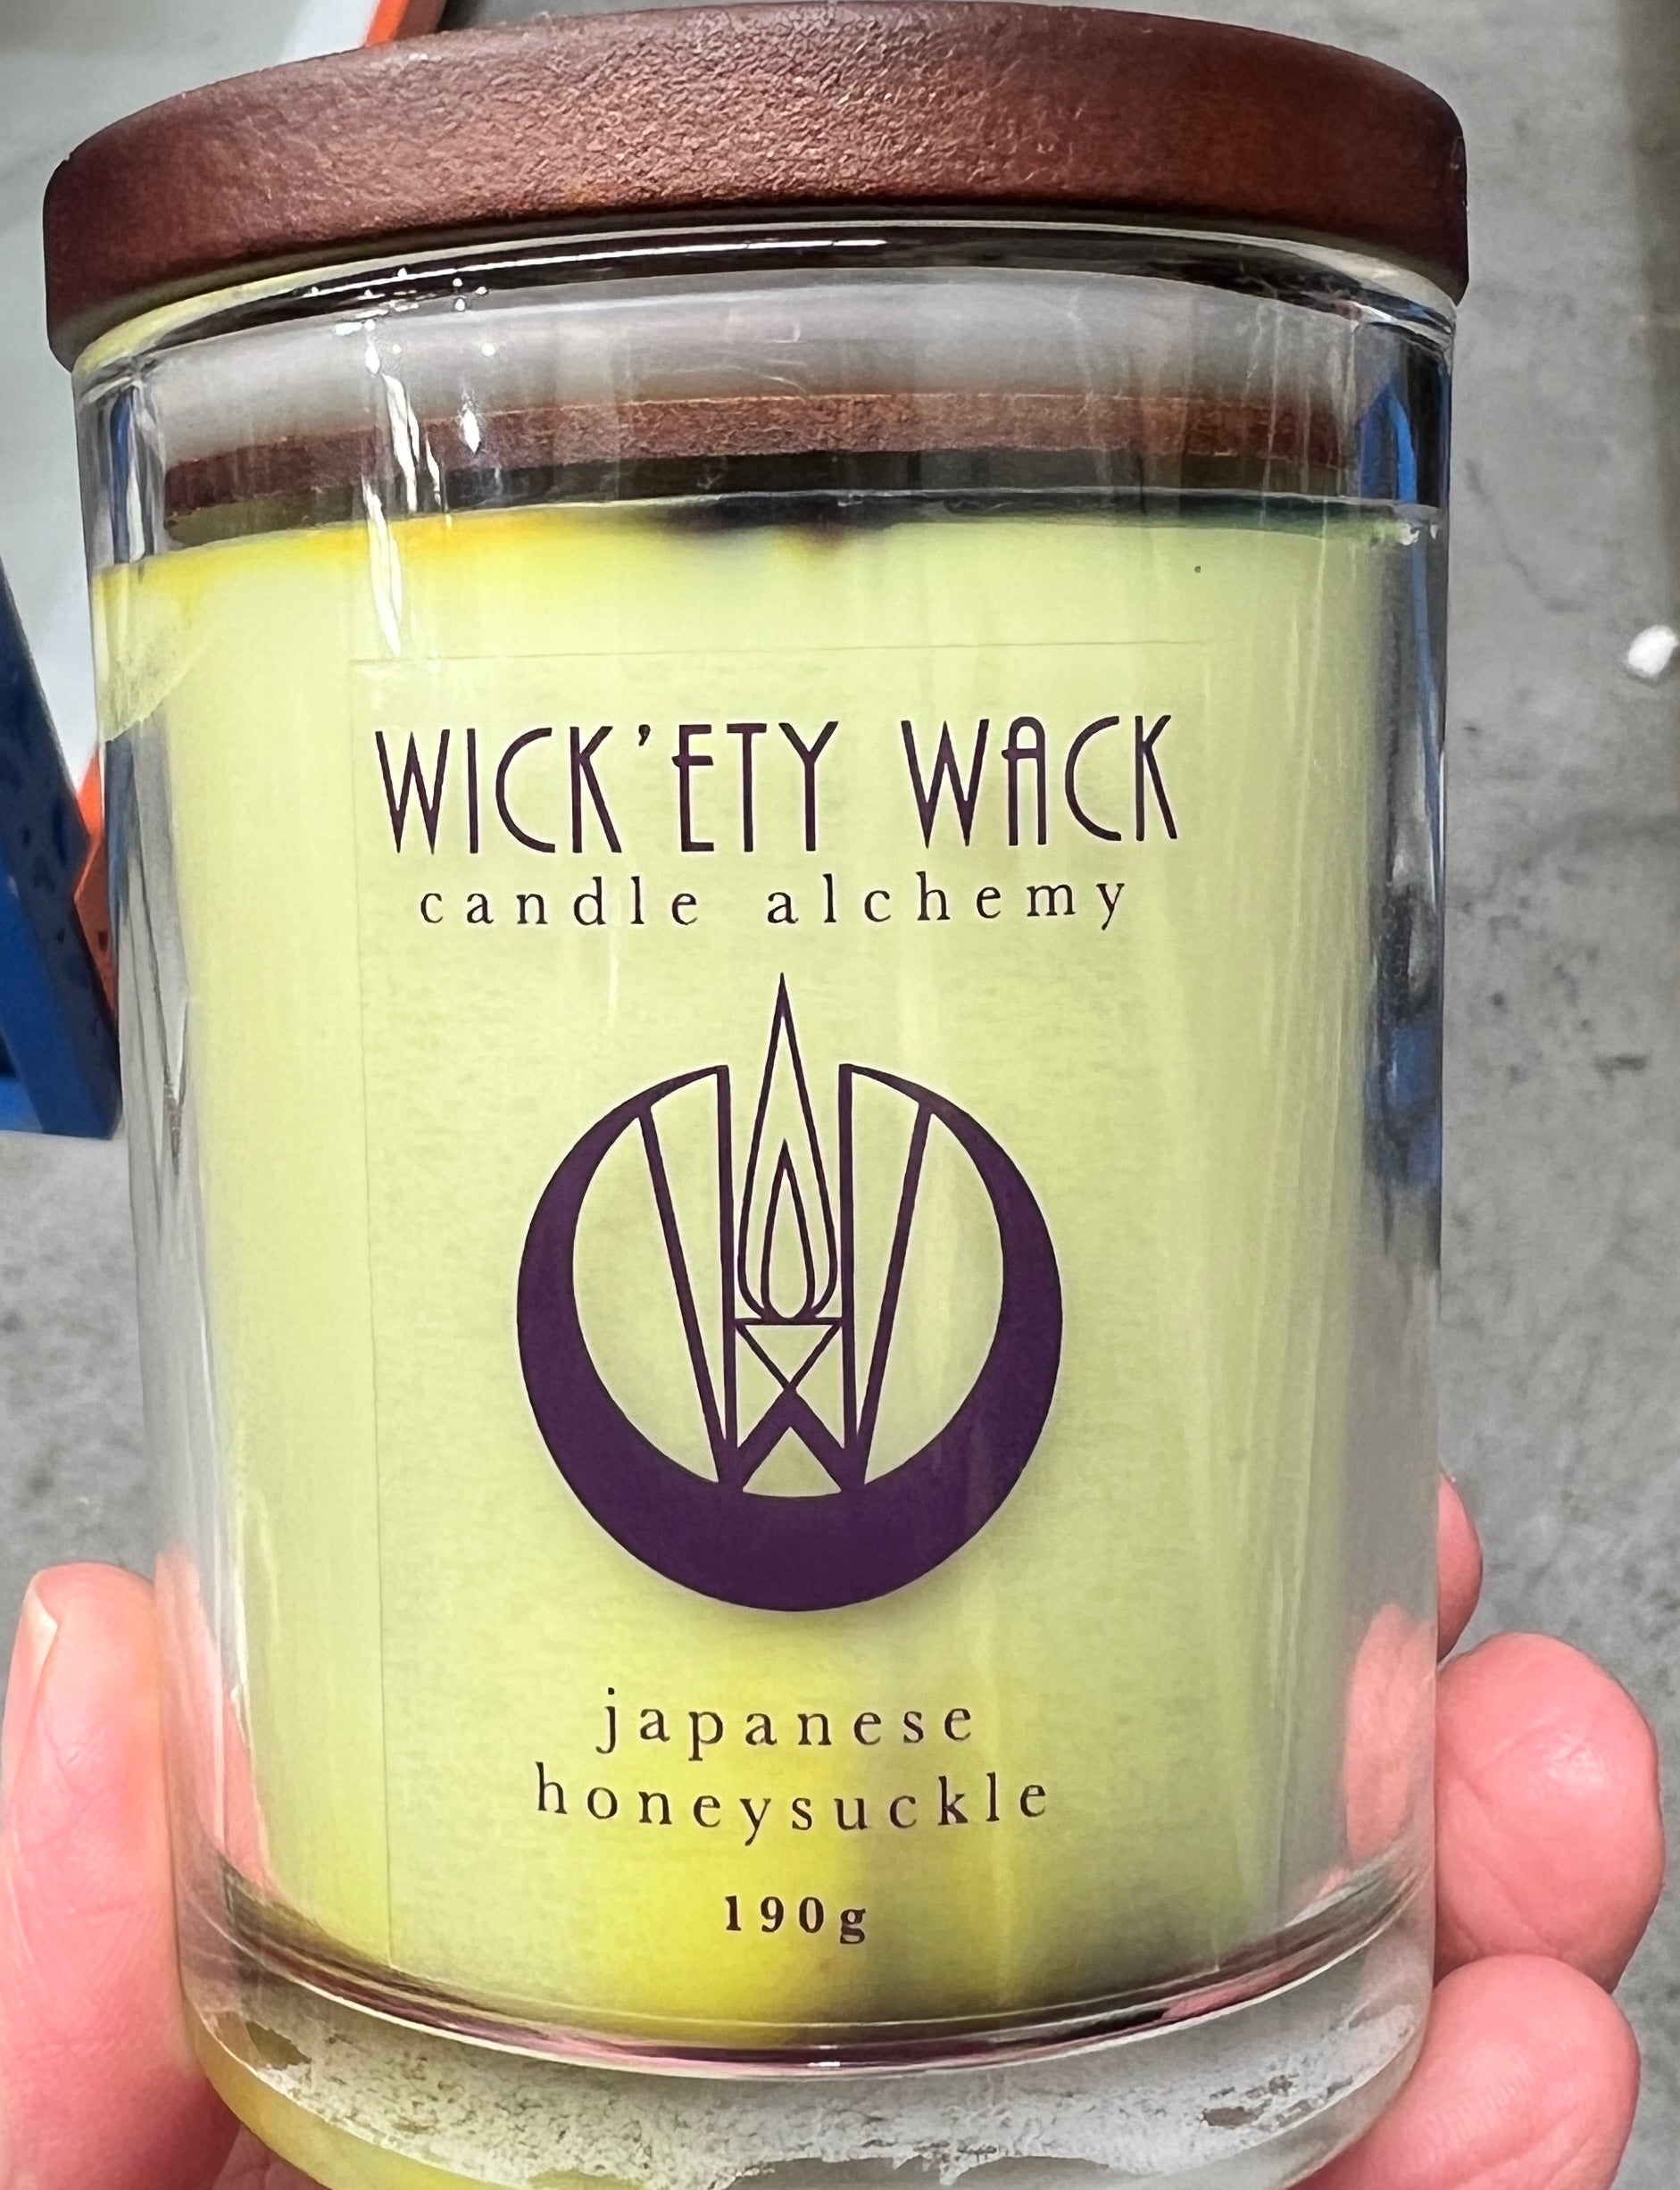 WICK'ETY WACK
candle alchemy
japanese
honeysuckle
190g